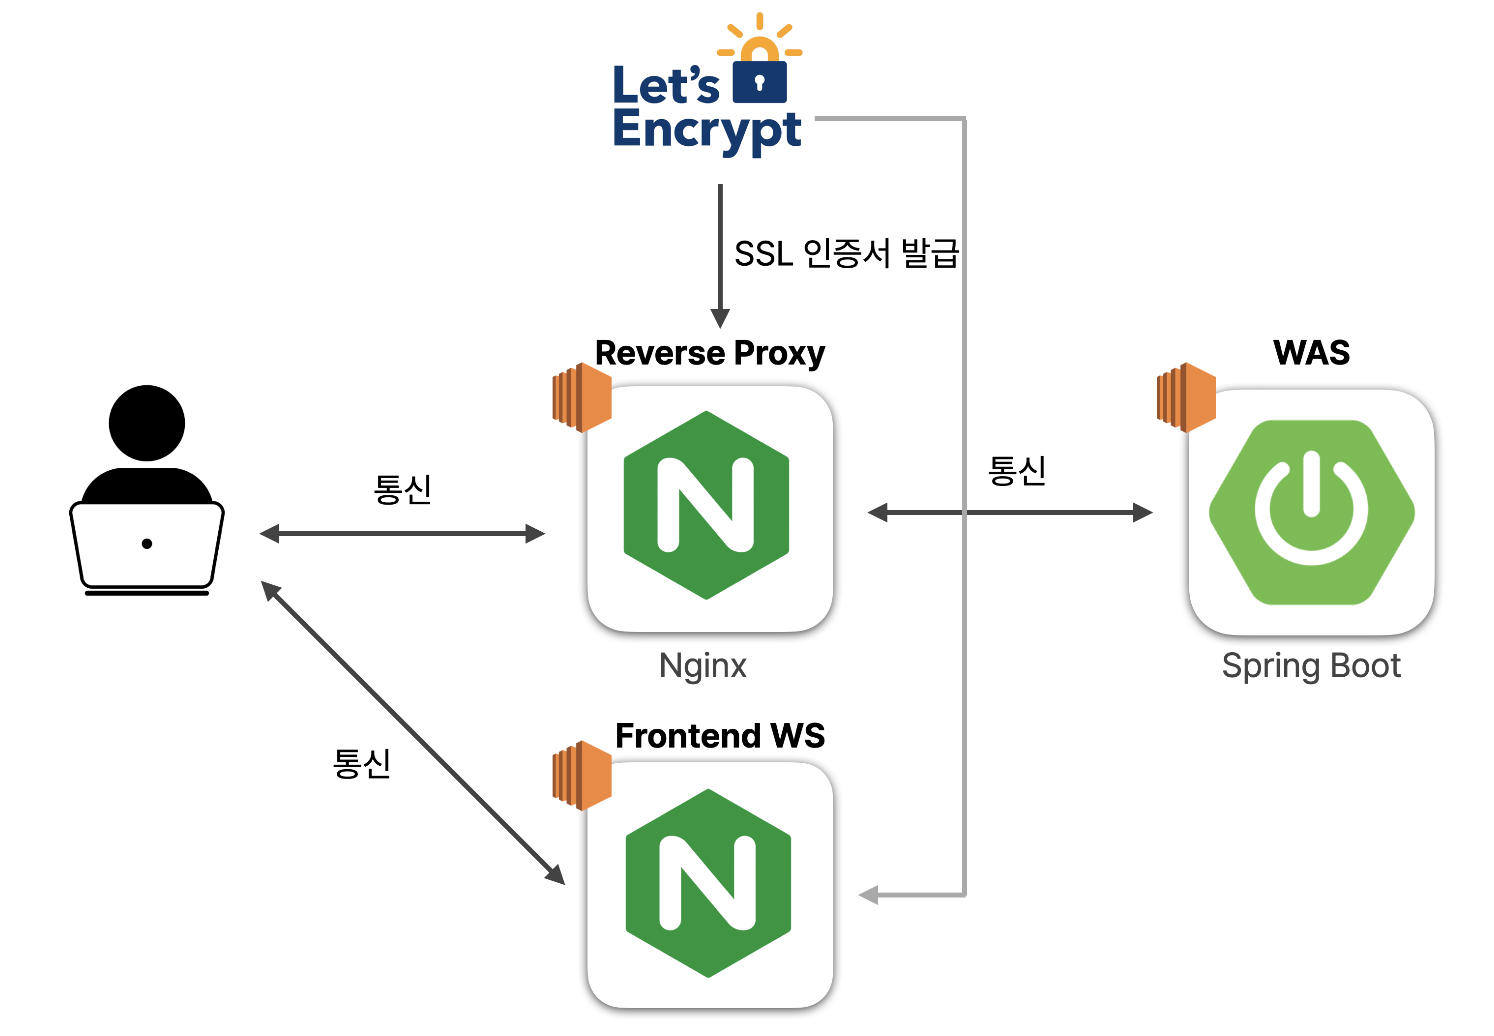 Let's
Encrypt
SSL 인증서 발급
Reverse Proxy
WAS
통신
통신
Nginx
Spring Boot
Frontend WS
통신